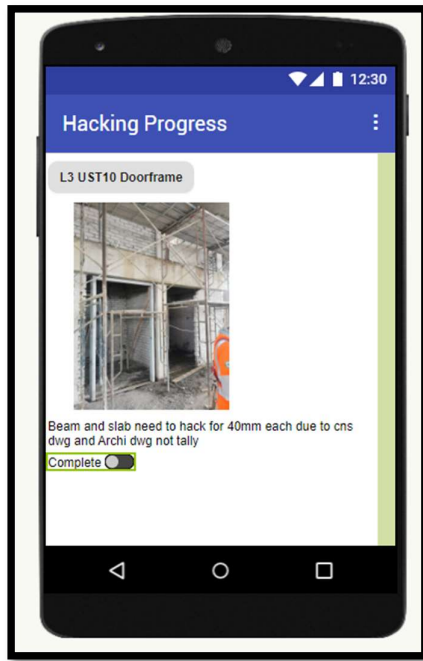 12:30
Hacking Progress
L3 UST10 Doorframe
Beam and slab need to hack for 40mm each due to cns
dwg and Archi dwg not tally
Complete